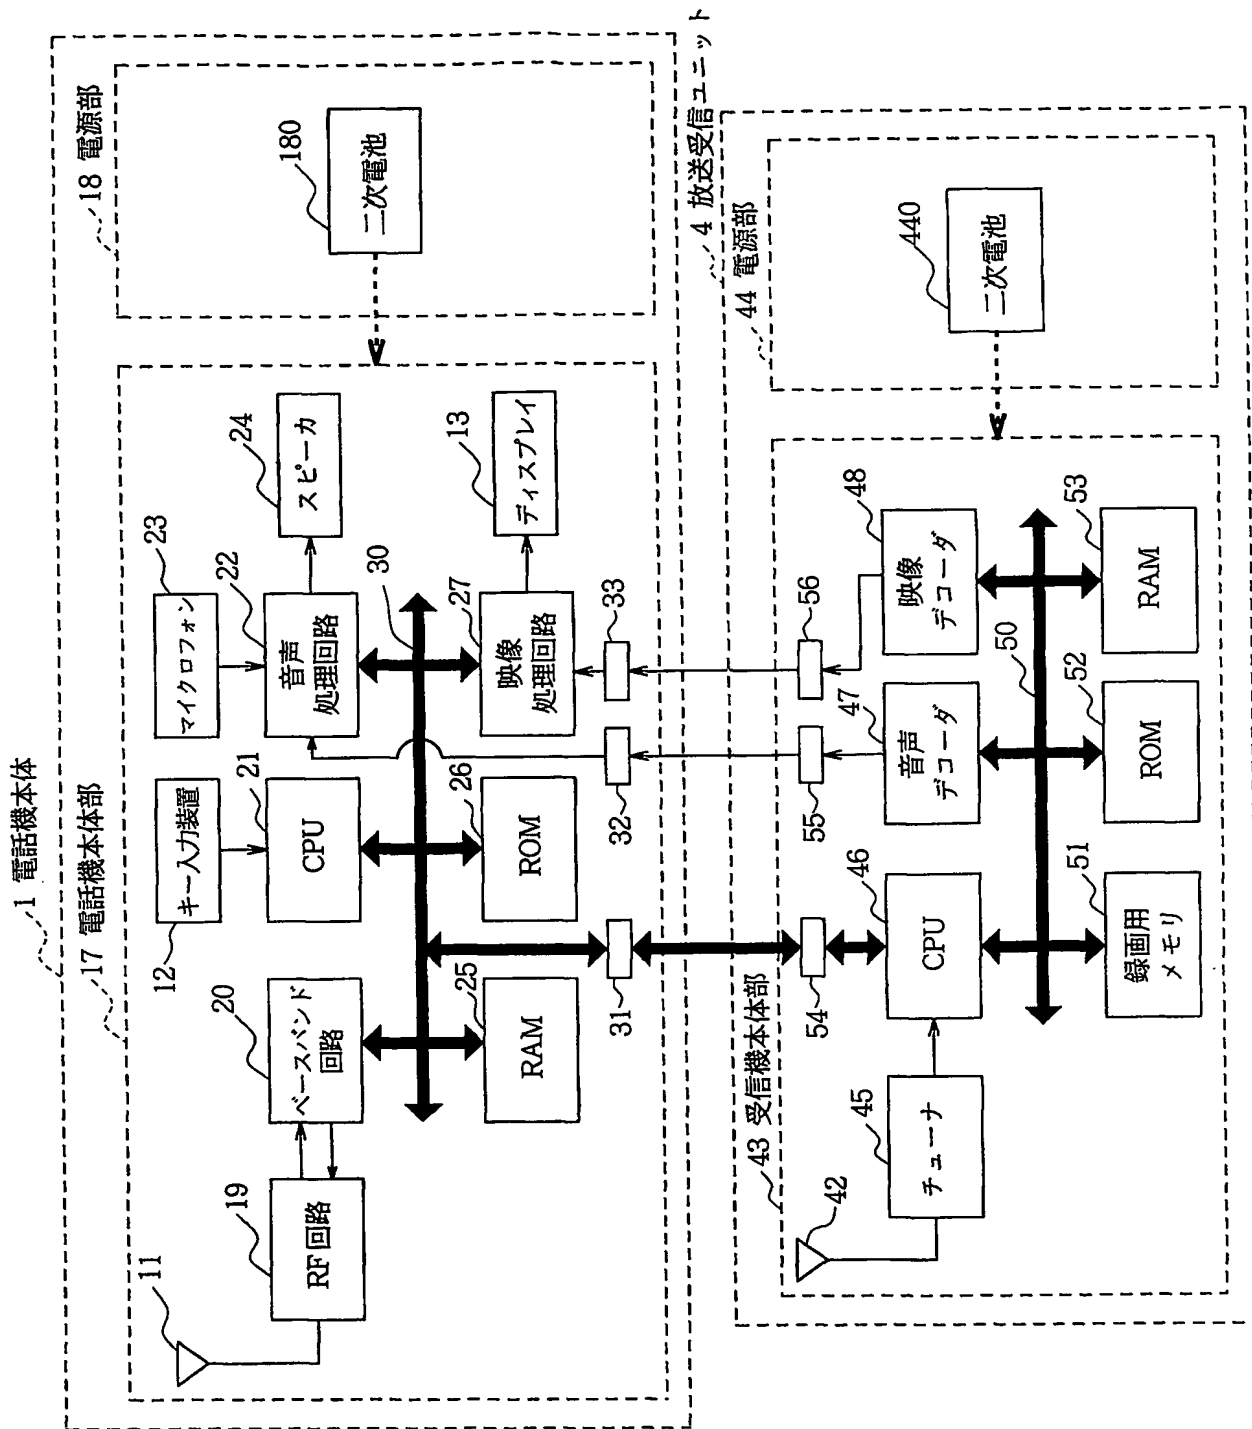 1 電話機本体
17 電話機本体部
11
19
RF回路
20
ベースバンド
回路
12
キー入力装置
21
CPU
23
マイクロフォン
22
音声
処理回路
24
スピーカ
30
25
RAM
26
ROM
27
映像
処理回路
13
ディスプレイ
31
32
33
18 電源部
180
二次電池
4 放送受信ユニット
43 受信機本体部
42
45
チューナ
54
46
CPU
55
47
音声
デコーダ
56
48
映像
デコーダ
50
51
録画用
メモリ
52
ROM
53
RAM
44 電源部
440
二次電池